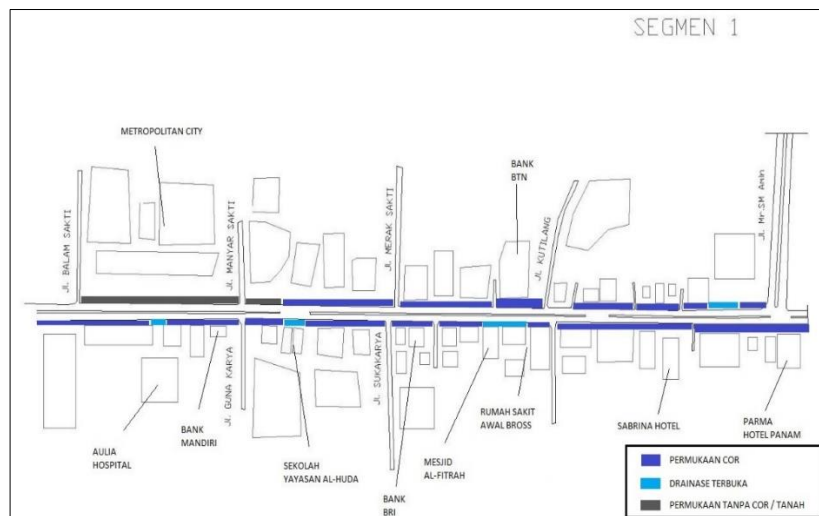 SEGMEN 1
METROPOLITAN CITY
BANK
BTN
JL. BALAM SAKTI
JL. MANYAR SAKTI
JL. MERAK SAKTI
JL. KUTILANG
JL. Mr.SM Amin
JL. GUNA KARYA
JL. SUKAKARYA
AULIA
HOSPITAL
BANK
MANDIRI
SEKOLAH
YAYASAN AL-HUDA
BANK
BRI
MESJID
AL-FITRAH
RUMAH SAKIT
AWAL BROSS
SABRINA HOTEL
PARMA
HOTEL PANAM
PERMUKAAN COR
DRAINASE TERBUKA
PERMUKAAN TANPA COR / TANAH